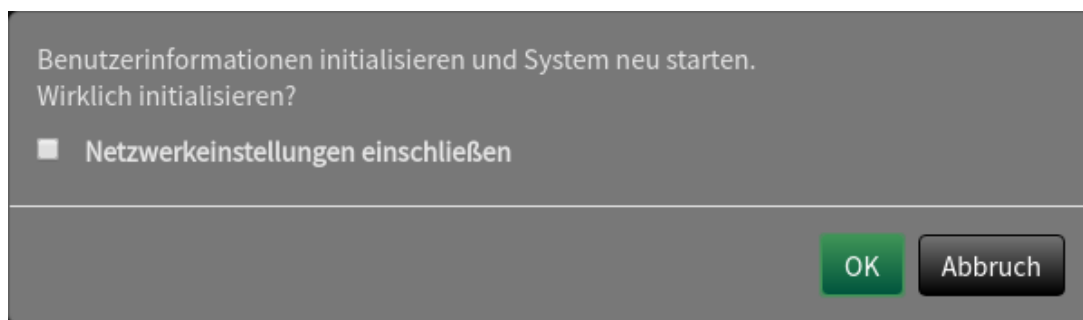 Benutzerinformationen initialisieren und System neu starten.
Wirklich initialisieren?
Netzwerkeinstellungen einschließen
OK
Abbruch